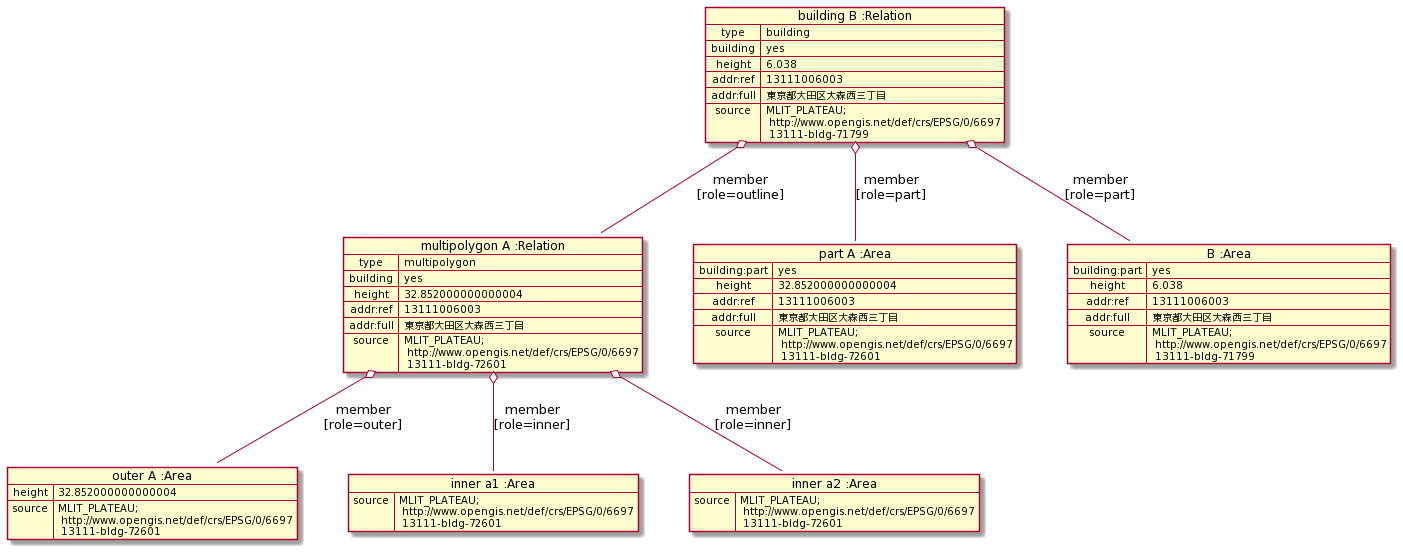 building B :Relation
type building
building yes
height 6.038
addr:ref 13111006003
addr:full 東京都大田区大森西三丁目
source MLIT_PLATEAU;
http://www.opengis.net/def/crs/EPSG/0/6697
13111-bldg-71799
member
[role=outline]
member
[role=part]
member
[role=part]
multipolygon A :Relation
type multipolygon
building yes
height 32.852000000000004
addr:ref 13111006003
addr:full 東京都大田区大森西三丁目
source MLIT_PLATEAU;
http://www.opengis.net/def/crs/EPSG/0/6697
13111-bldg-72601
part A :Area
building:part yes
height 32.852000000000004
addr:ref 13111006003
addr:full 東京都大田区大森西三丁目
source MLIT_PLATEAU;
http://www.opengis.net/def/crs/EPSG/0/6697
13111-bldg-72601
B :Area
building:part yes
height 6.038
addr:ref 13111006003
addr:full 東京都大田区大森西三丁目
source MLIT_PLATEAU;
http://www.opengis.net/def/crs/EPSG/0/6697
13111-bldg-71799
member
[role=outer]
member
[role=inner]
member
[role=inner]
outer A :Area
height 32.852000000000004
source MLIT_PLATEAU;
http://www.opengis.net/def/crs/EPSG/0/6697
13111-bldg-72601
inner a1 :Area
source MLIT_PLATEAU;
http://www.opengis.net/def/crs/EPSG/0/6697
13111-bldg-72601
inner a2 :Area
source MLIT_PLATEAU;
http://www.opengis.net/def/crs/EPSG/0/6697
13111-bldg-72601